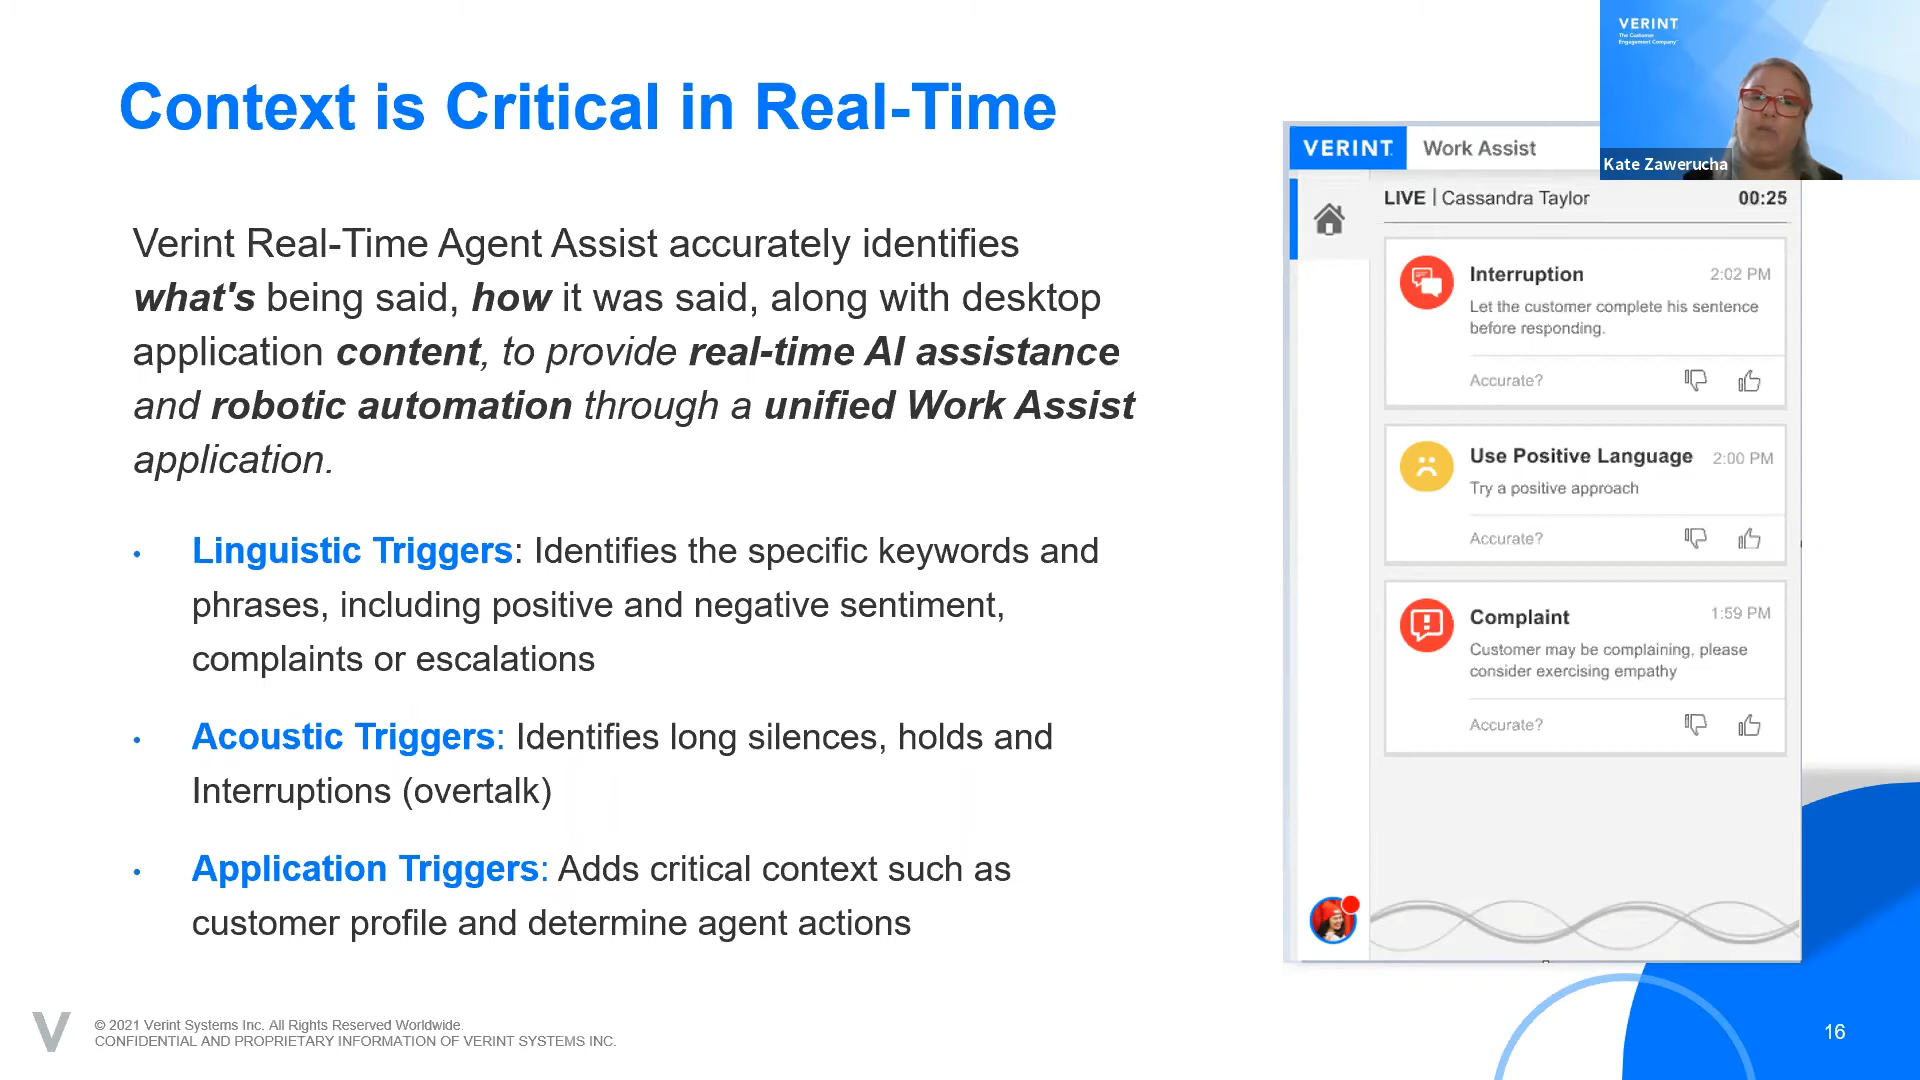 Context is Critical in Real-Time
Verint Real-Time Agent Assist accurately identifies
what's being said, how it was said, along with desktop
application content, to provide real-time AI assistance
and robotic automation through a unified Work Assist
application.
• Linguistic Triggers: Identifies the specific keywords and
phrases, including positive and negative sentiment,
complaints or escalations
• Acoustic Triggers: Identifies long silences, holds and
Interruptions (overtalk)
• Application Triggers: Adds critical context such as
customer profile and determine agent actions
VERINT
The Customer
Engagement Company
Kate Zawerucha
VERINT Work Assist
LIVE | Cassandra Taylor 00:25
Interruption 2:02 PM
Let the customer complete his sentence
before responding.
Accurate?
Use Positive Language 2:00 PM
Try a positive approach
Accurate?
Complaint 1:59 PM
Customer may be complaining, please
consider exercising empathy
Accurate?
© 2021 Verint Systems Inc. All Rights Reserved Worldwide.
CONFIDENTIAL AND PROPRIETARY INFORMATION OF VERINT SYSTEMS INC.
16